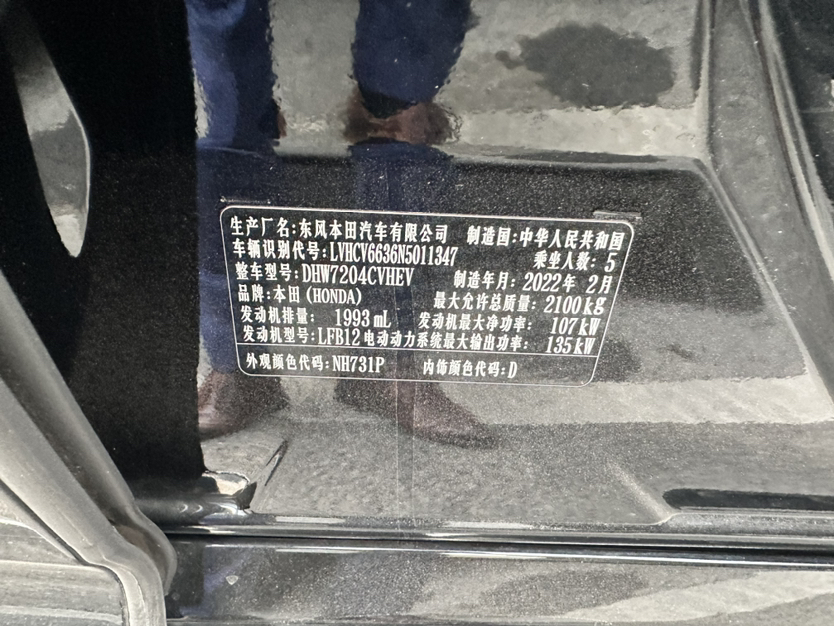 生产厂名:东风本田汽车有限公司 制造国:中华人民共和国
车辆识别代号:LVHCV6636N5011347 乘坐人数: 5
整车型号:DHW7204CVHEV 制造年月: 2022年 2月
品牌:本田(HONDA) 最大允许总质量: 2100kg
发动机排量: 1993mL 发动机最大净功率: 107kW
发动机型号:LFB12 电动动力系统最大输出功率: 135kW
外观颜色代码:NH731P 内饰颜色代码:D